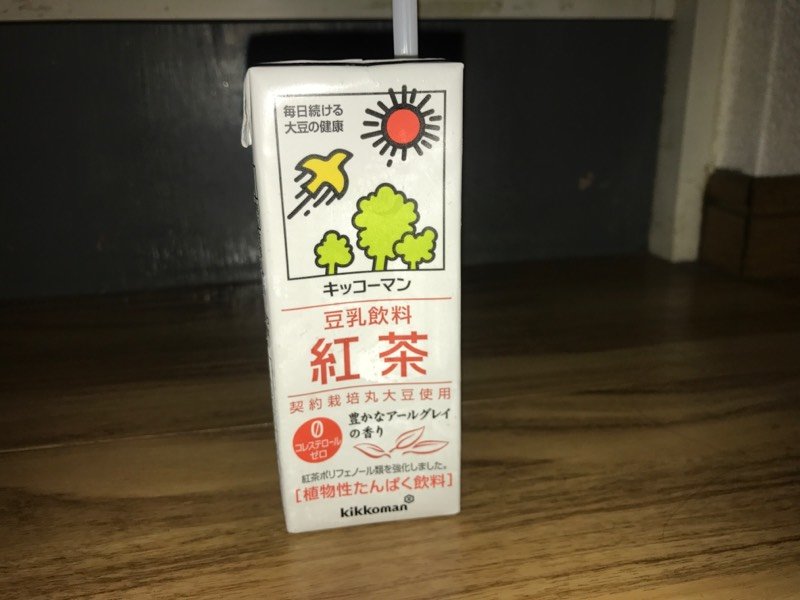 毎日続ける
大豆の健康
キッコーマン
豆乳飲料
紅茶
契約栽培丸大豆使用
豊かなアールグレイ
の香り
0
コレステロール
ゼロ
紅茶ポリフェノール類を強化しました。
[植物性たんぱく飲料]
kikkoman